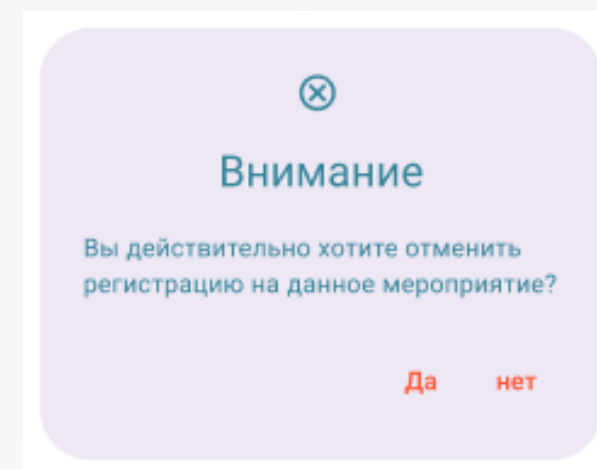 Внимание
Вы действительно хотите отменить
регистрацию на данное мероприятие?
Да нет